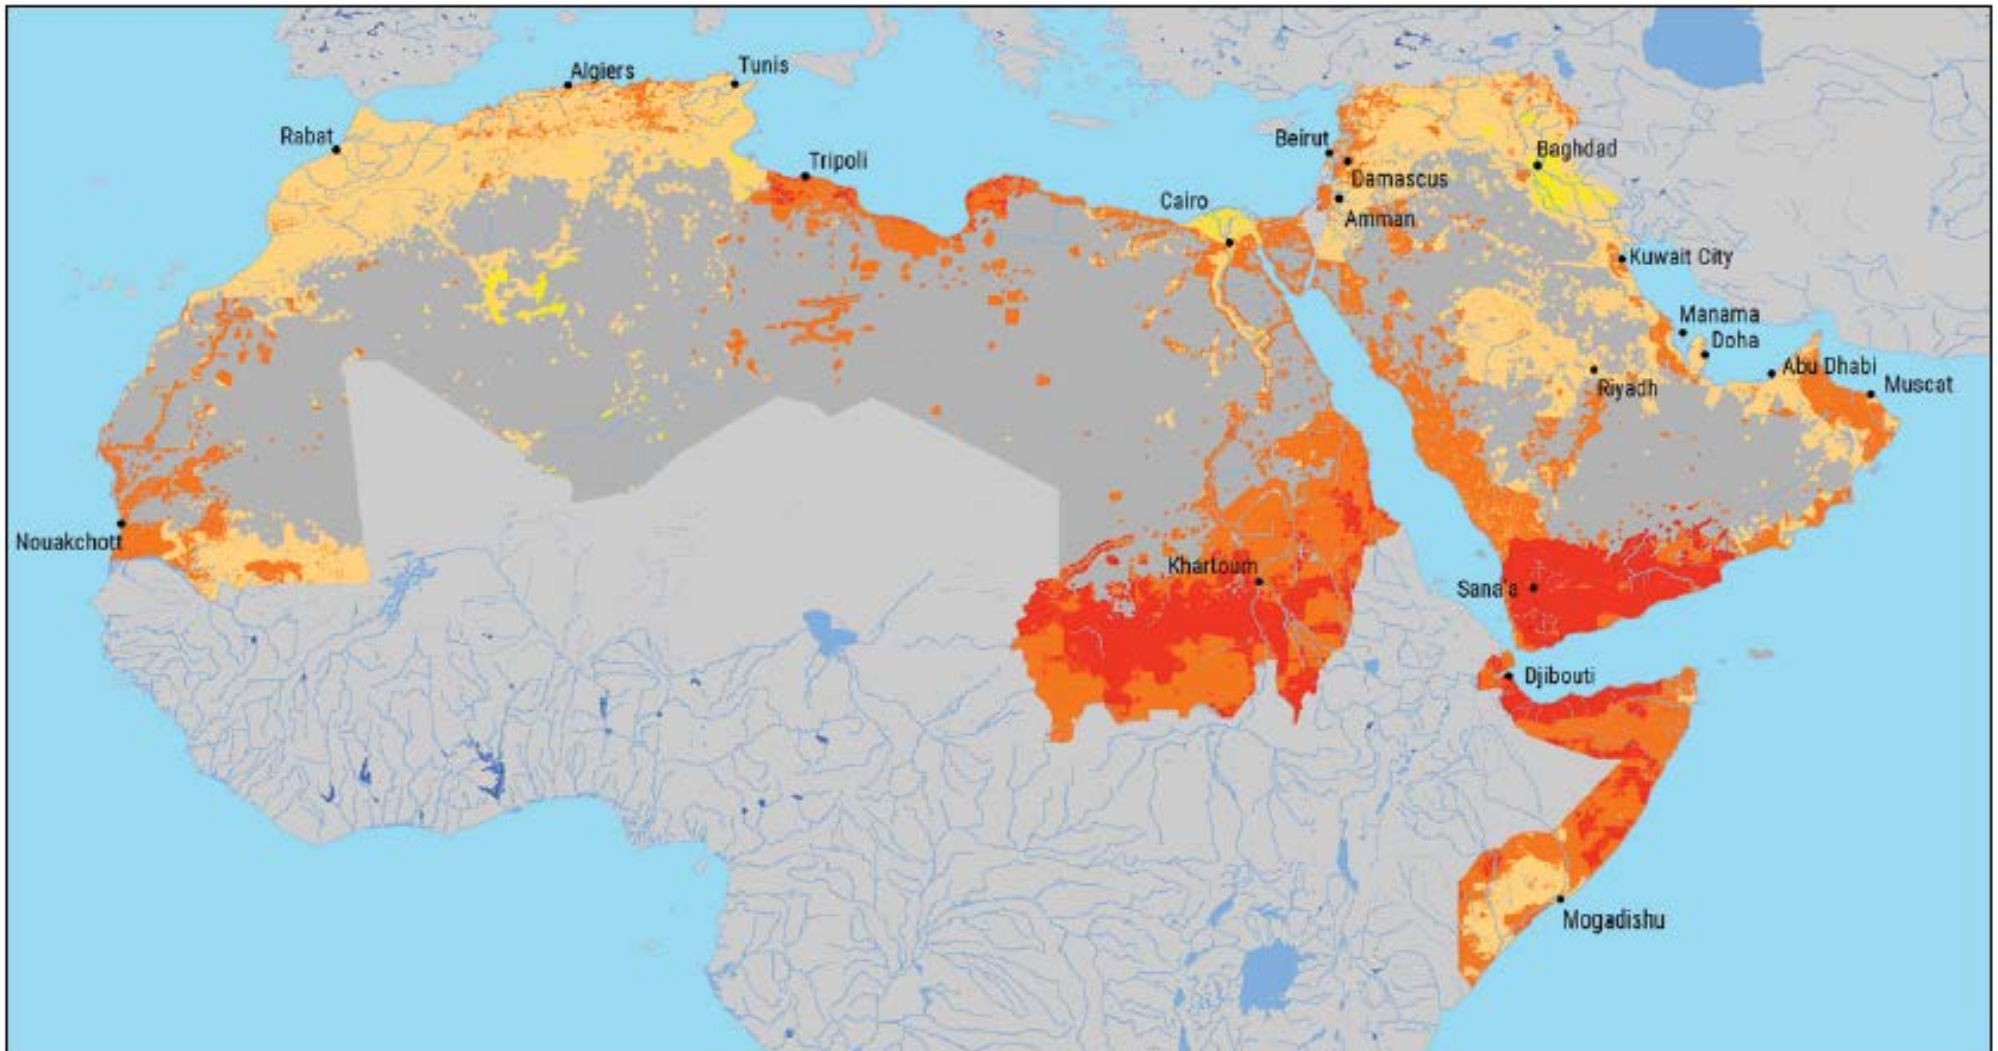 Algiers
Tunis
Rabat
Tripoli
Beirut
Baghdad
Damascus
Cairo
Amman
Kuwait City
Manama
Doha
Abu Dhabi
Riyadh
Muscat
Nouakchott
Khartoum
Sana'a
Djibouti
Mogadishu